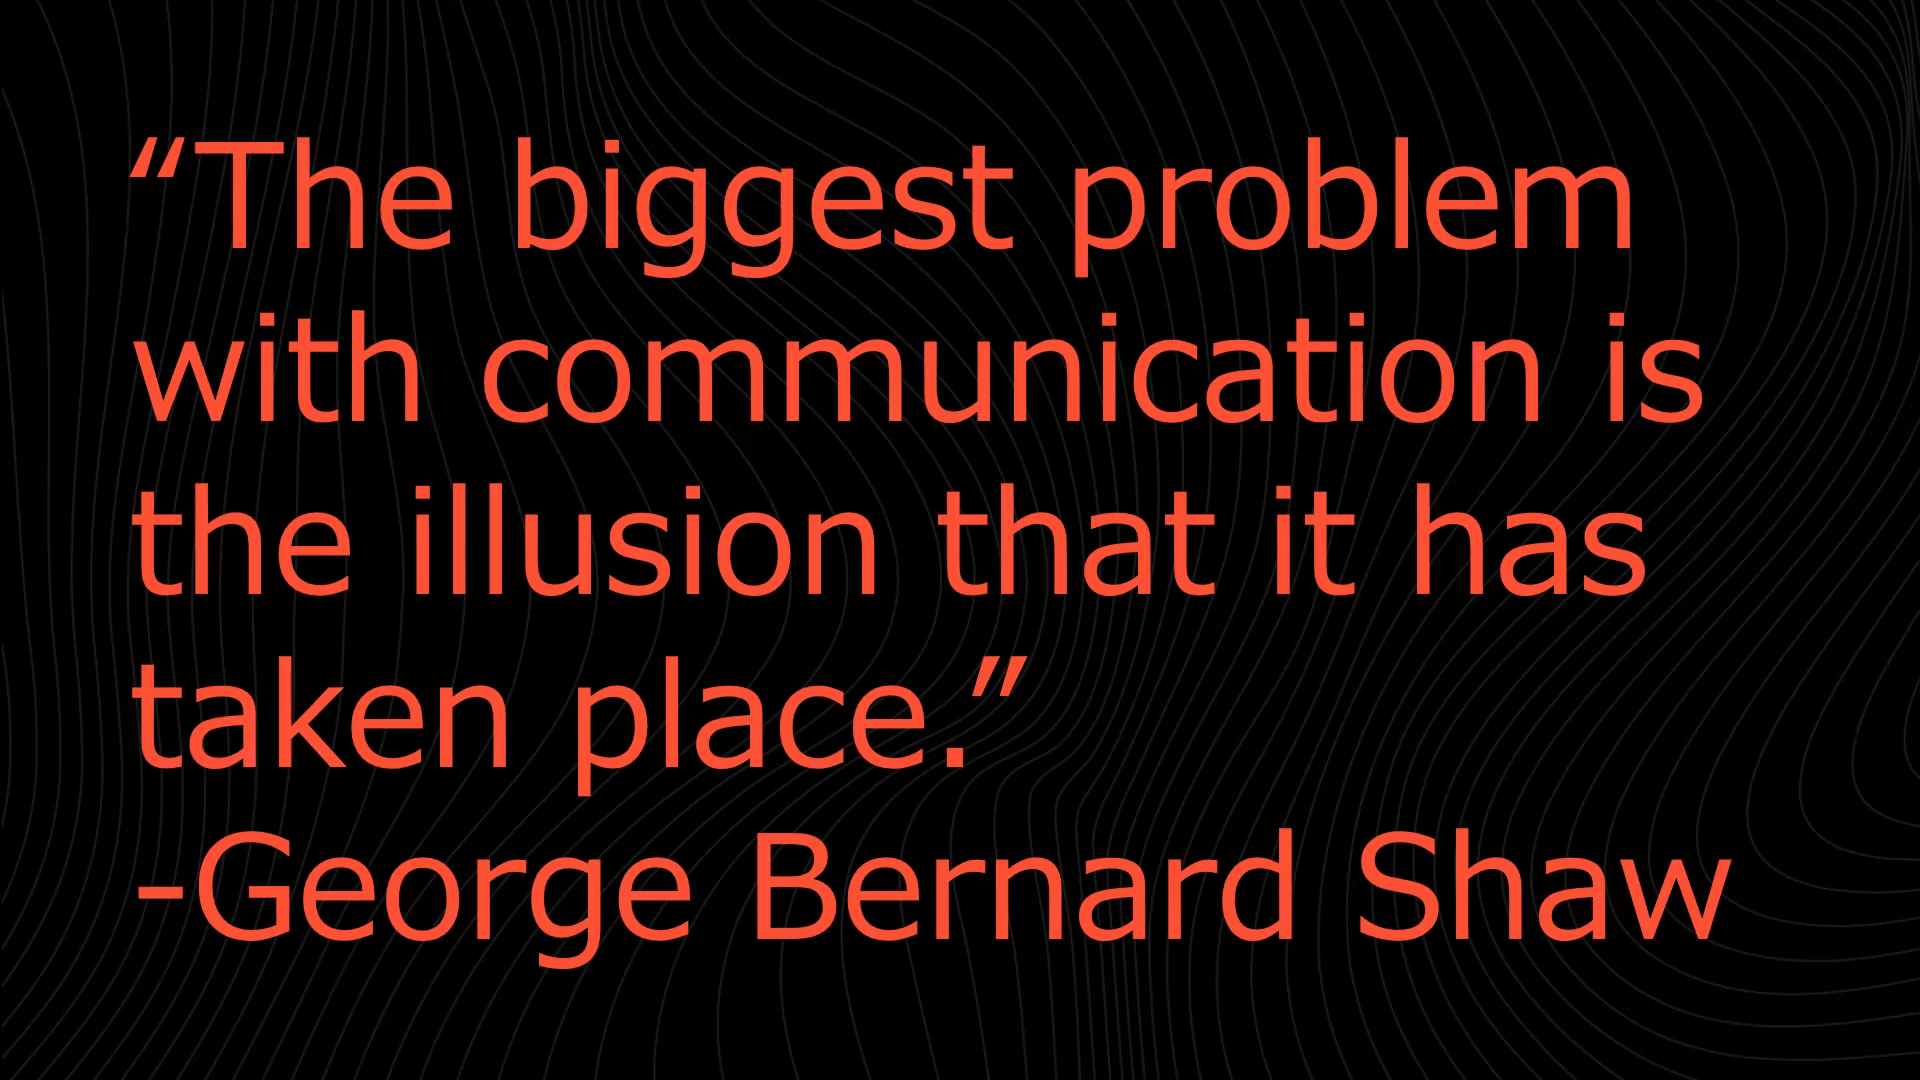 “The biggest problem
with communication is
the illusion that it has
taken place.”
-George Bernard Shaw